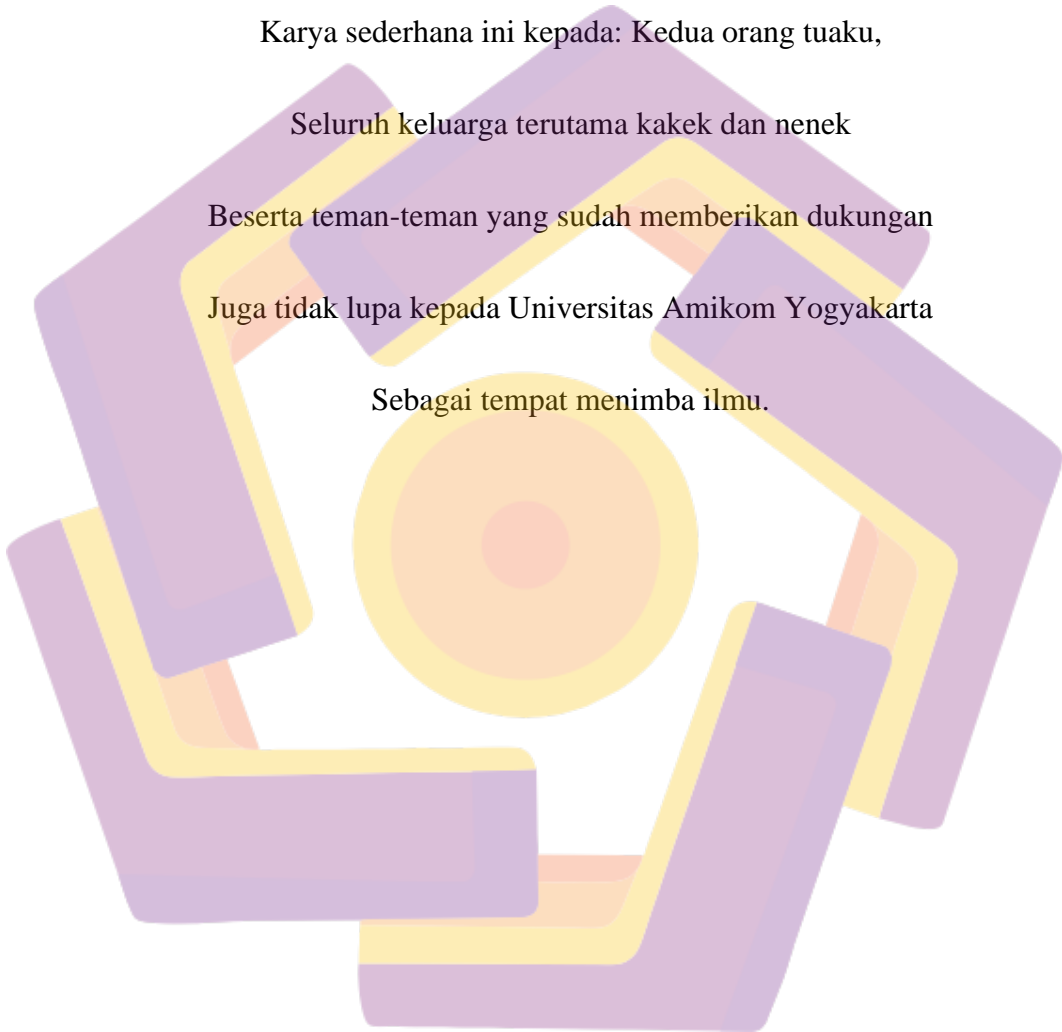 Karya sederhana ini kepada: Kedua orang tuaku,
Seluruh keluarga terutama kakek dan nenek
Beserta teman-teman yang sudah memberikan dukungan
Juga tidak lupa kepada Universitas Amikom Yogyakarta
Sebagai tempat menimba ilmu.